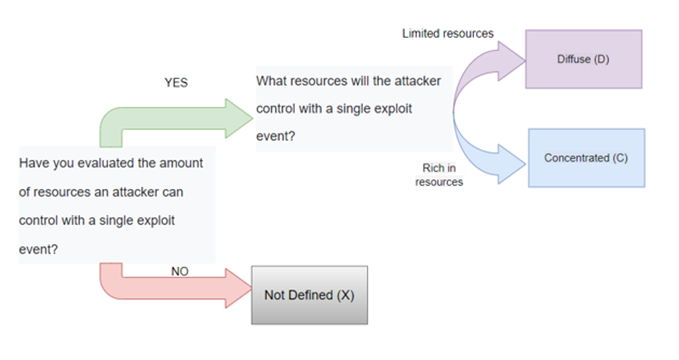 Limited resources
Diffuse (D)
YES
What resources will the attacker
control with a single exploit
event?
Concentrated (C)
Rich in
resources
Have you evaluated the amount
of resources an attacker can
control with a single exploit
event?
NO
Not Defined (X)